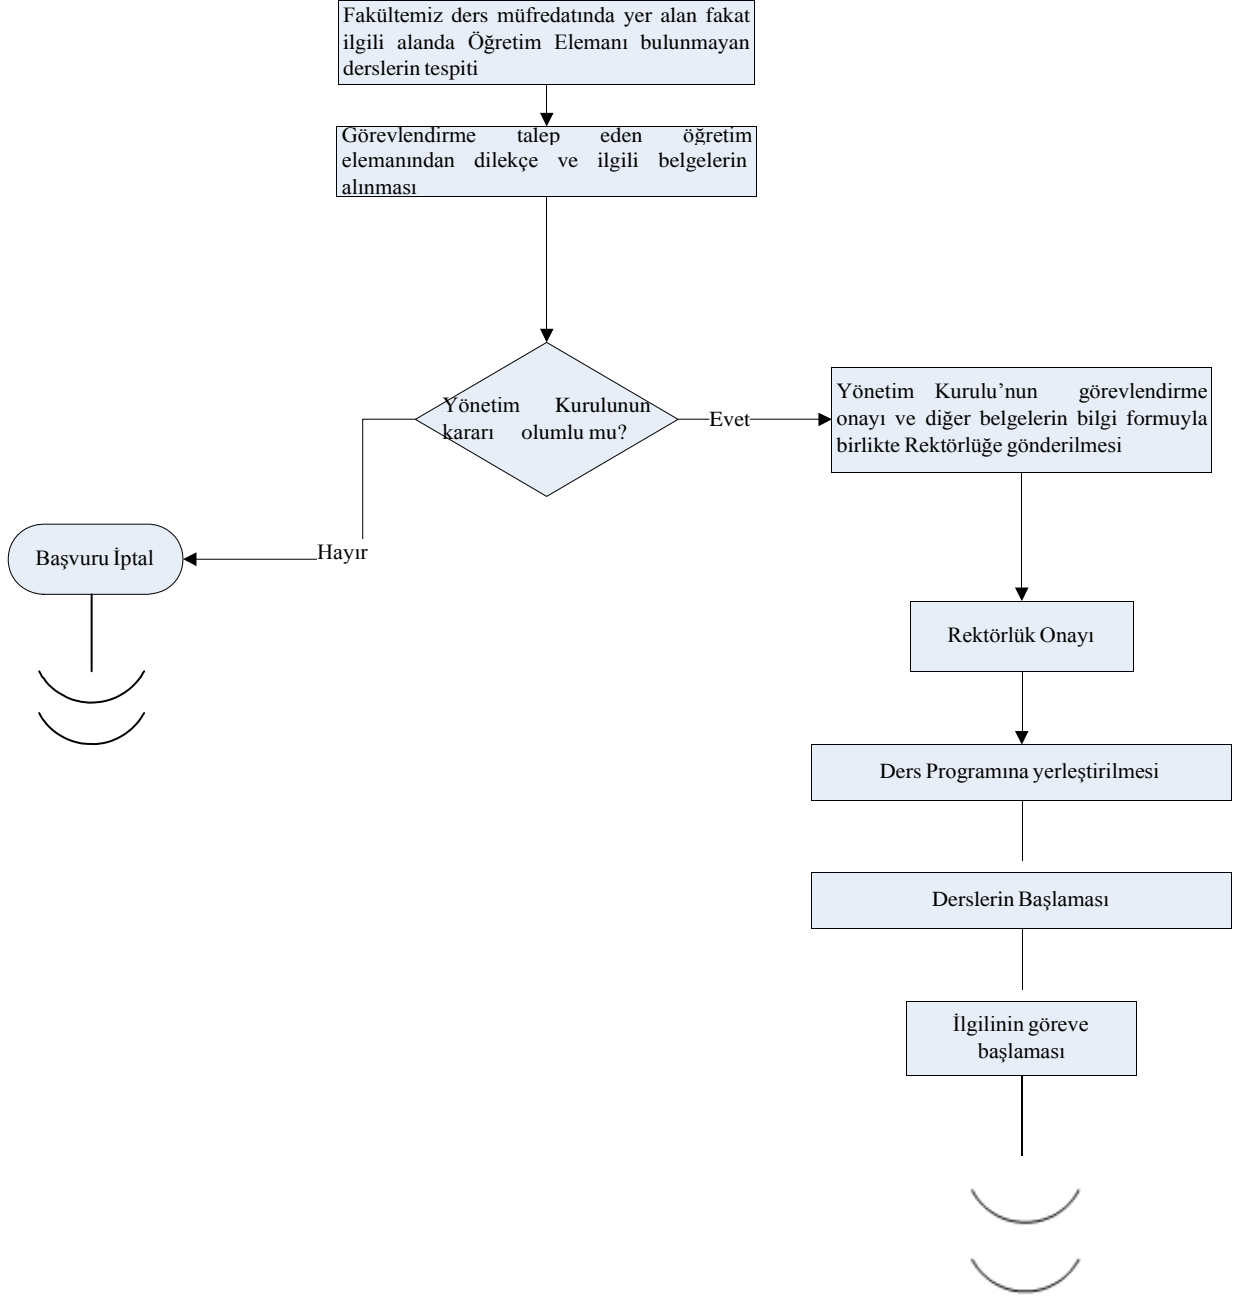 Fakültemiz ders müfredatında yer alan fakat
ilgili alanda Öğretim Elemanı bulunmayan
derslerin tespiti
Görevlendirme talep eden öğretim
elemanından dilekçe ve ilgili belgelerin
alınması
Yönetim Kurulunun
kararı olumlu mu?
Evet
Yönetim Kurulu’nun görevlendirme
onayı ve diğer belgelerin bilgi formuyla
birlikte Rektörlüğe gönderilmesi
Hayır
Başvuru İptal
Rektörlük Onayı
Ders Programına yerleştirilmesi
Derslerin Başlaması
İlgilinin göreve
başlaması